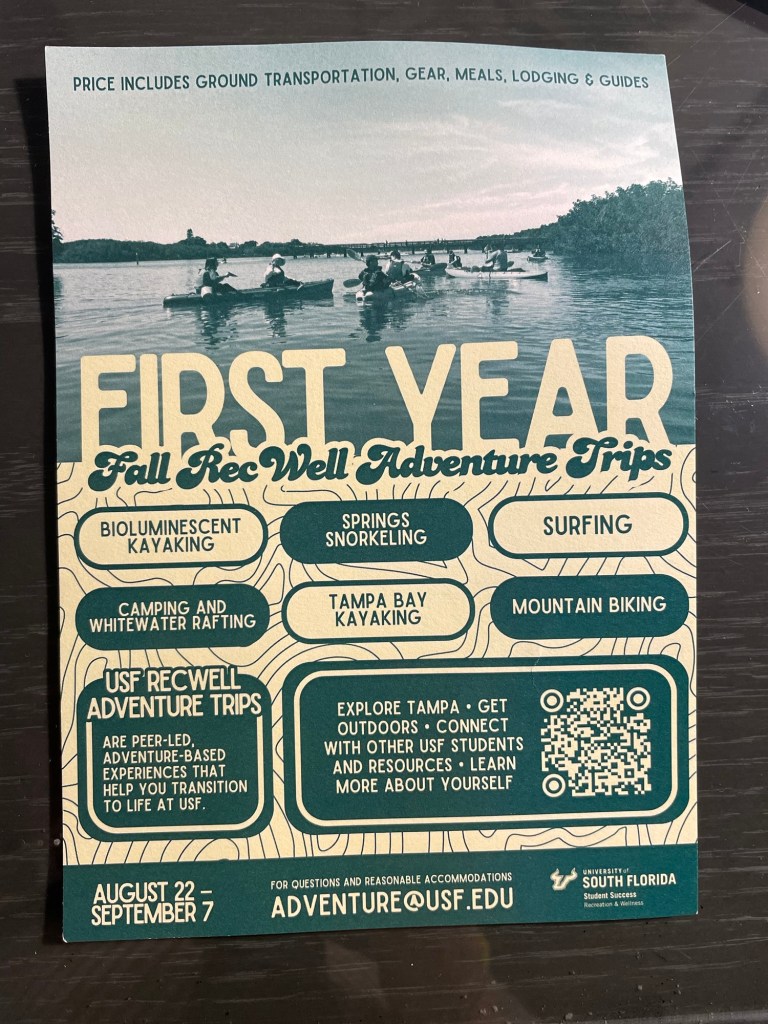 PRICE INCLUDES GROUND TRANSPORTATION, GEAR, MEALS, LODGING & GUIDES
FIRST YEAR
Fall Rec Well Adventure Trips
BIOLUMINESCENT
KAYAKING
SPRINGS
SNORKELING
SURFING
CAMPING AND
WHITEWATER RAFTING
TAMPA BAY
KAYAKING
MOUNTAIN BIKING
USF RECWELL
ADVENTURE TRIPS
ARE PEER-LED,
ADVENTURE-BASED
EXPERIENCES THAT
HELP YOU TRANSITION
TO LIFE AT USF.
EXPLORE TAMPA • GET
OUTDOORS • CONNECT
WITH OTHER USF STUDENTS
AND RESOURCES • LEARN
MORE ABOUT YOURSELF
AUGUST 22 –
SEPTEMBER 7
FOR QUESTIONS AND REASONABLE ACCOMMODATIONS
ADVENTURE@USF.EDU
UNIVERSITY of
SOUTH FLORIDA
Student Success
Recreation & Wellness